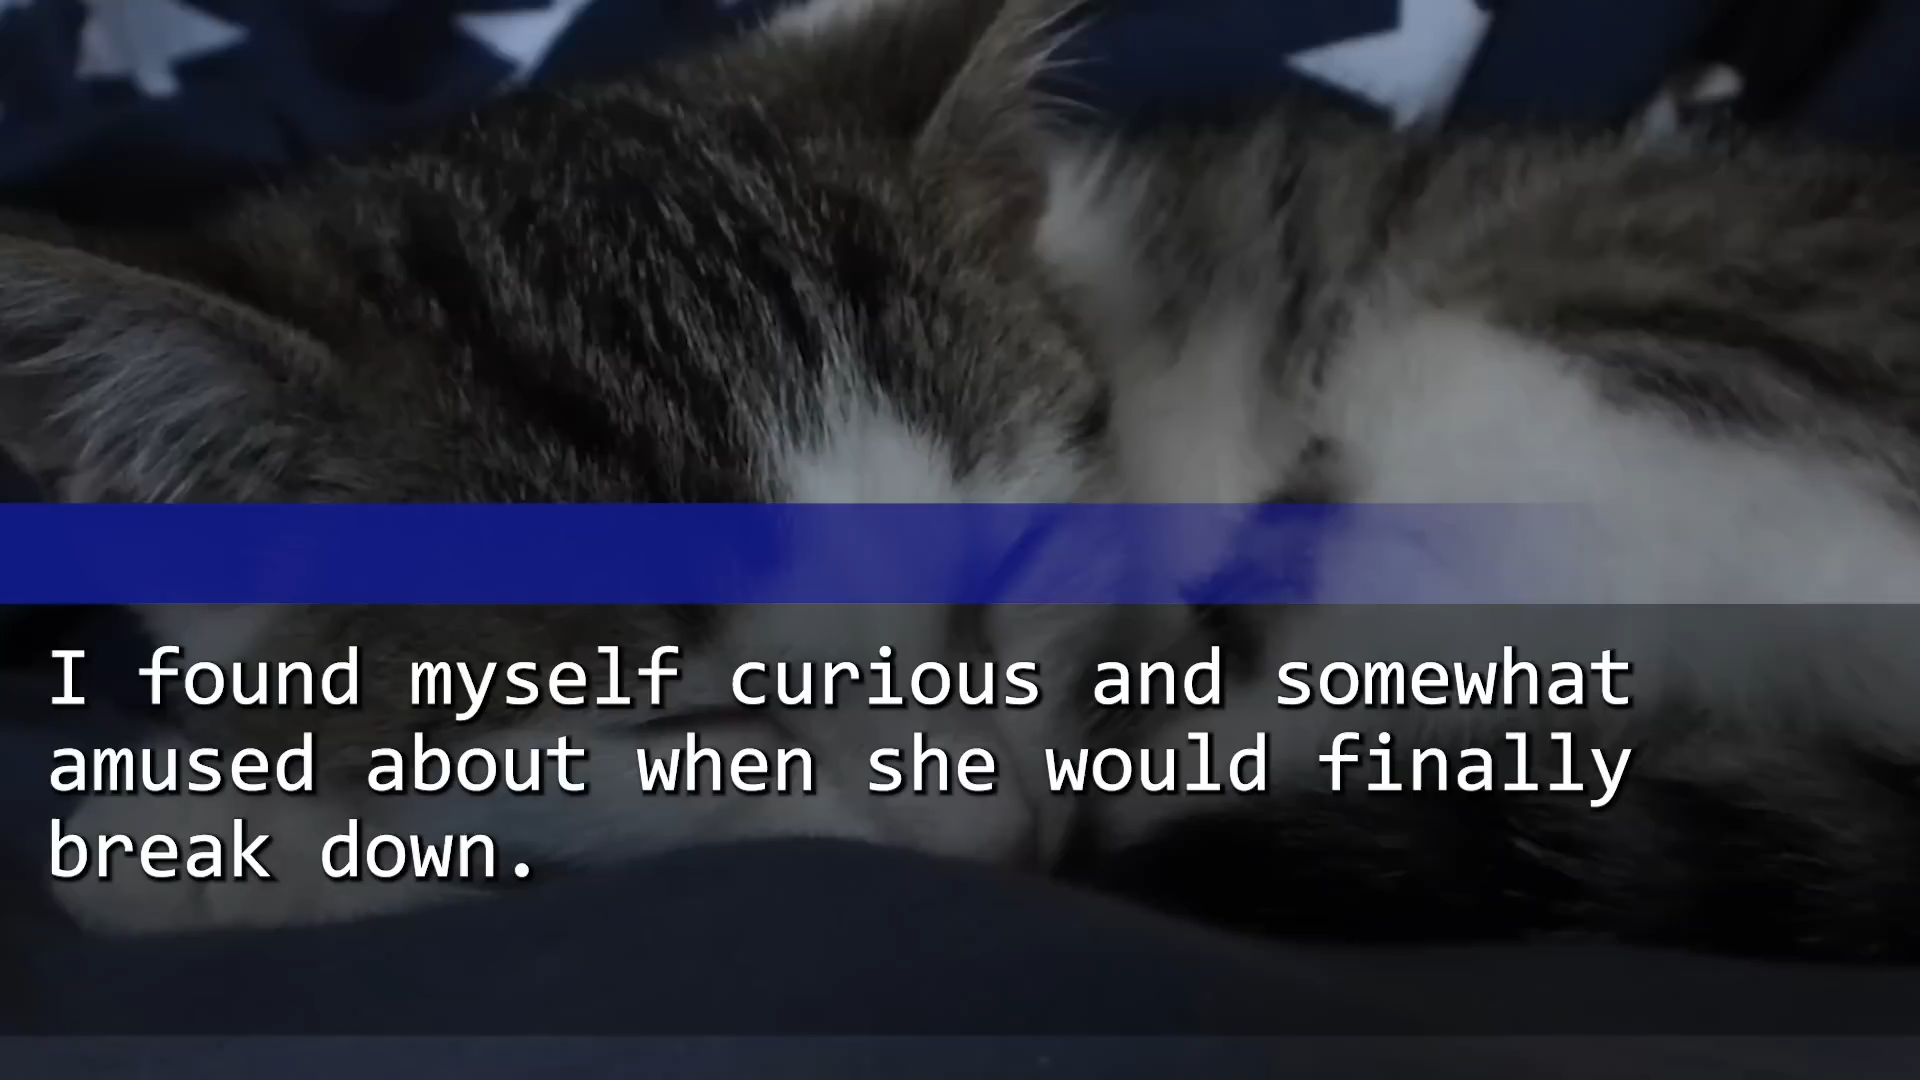 I found myself curious and somewhat
amused about when she would finally
break down.